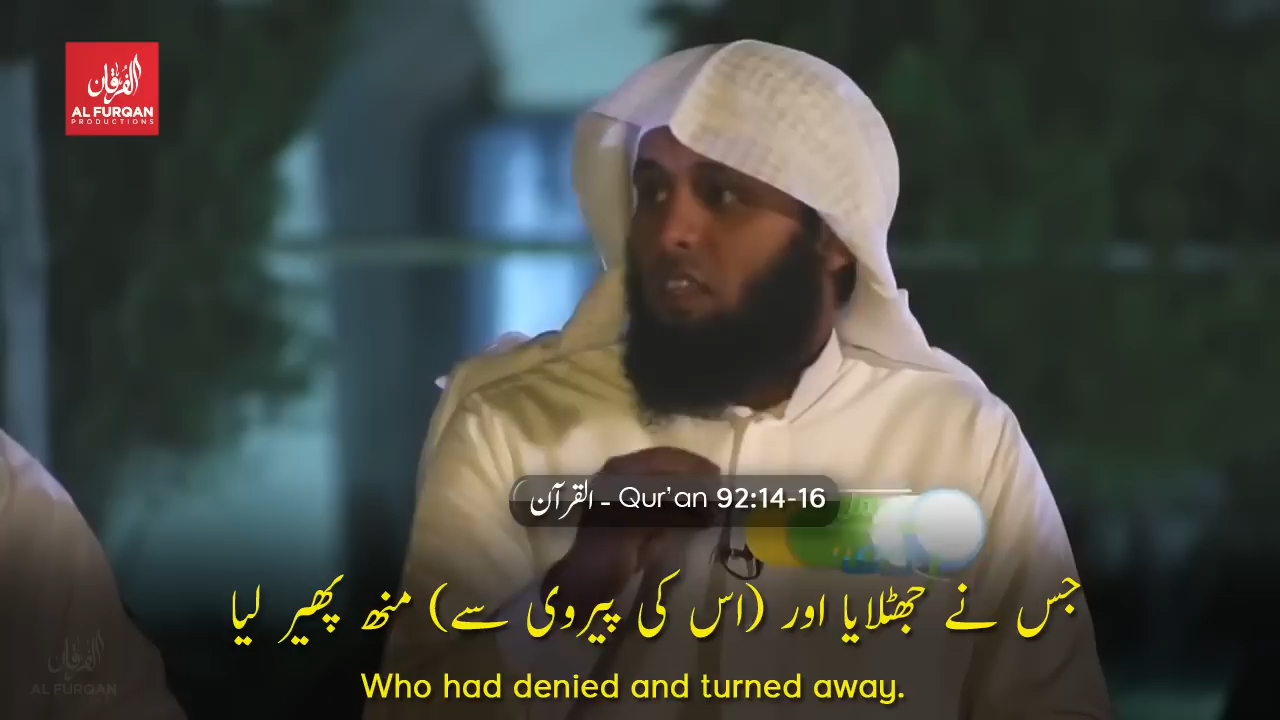 الفرقان
AL FURQAN
PRODUCTIONS
القرآن - Qur'an 92:14-16
جس نے جھٹلایا اور (اس کی پیروی سے) منھ پھیر لیا
Who had denied and turned away.
الفرقان
AL FURQAN